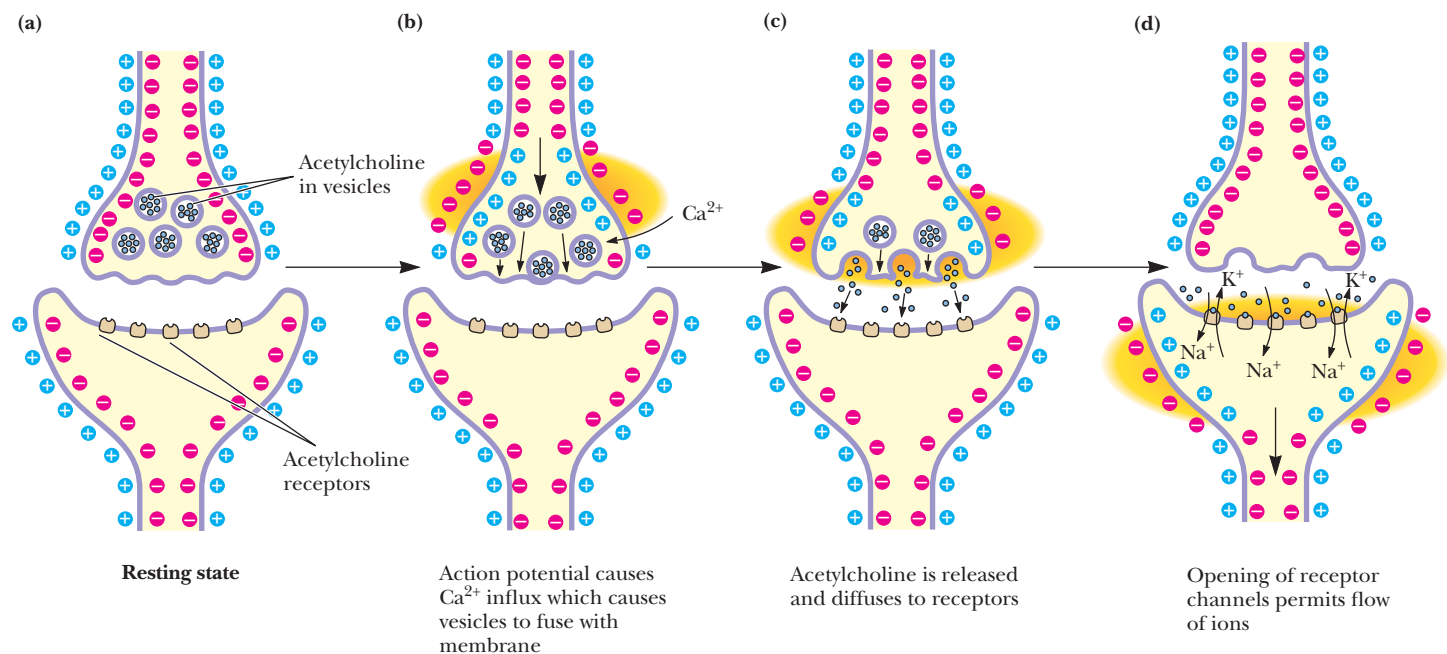 (a)
(b)
(c)
(d)
Acetylcholine
in vesicles
Ca²⁺
Acetylcholine
receptors
K⁺
K⁺
Na⁺
Na⁺
Na⁺
Resting state
Action potential causes
Ca²⁺ influx which causes
vesicles to fuse with
membrane
Acetylcholine is released
and diffuses to receptors
Opening of receptor
channels permits flow
of ions